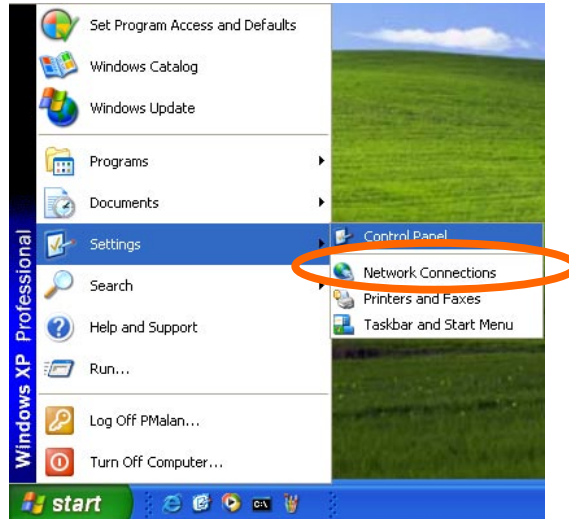 Set Program Access and Defaults
Windows Catalog
Windows Update
Programs
Documents
Settings
Search
Help and Support
Run...
Log Off PMalan...
Turn Off Computer...
Control Panel
Network Connections
Printers and Faxes
Taskbar and Start Menu
Windows XP Professional
start